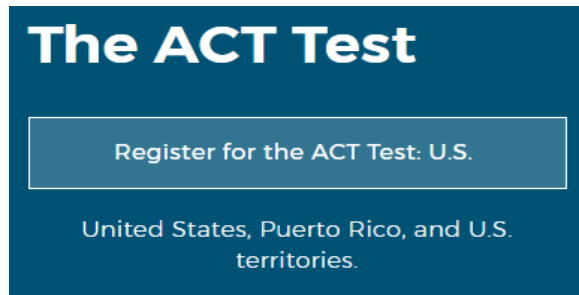 The ACT Test
Register for the ACT Test: U.S.
United States, Puerto Rico, and U.S.
territories.